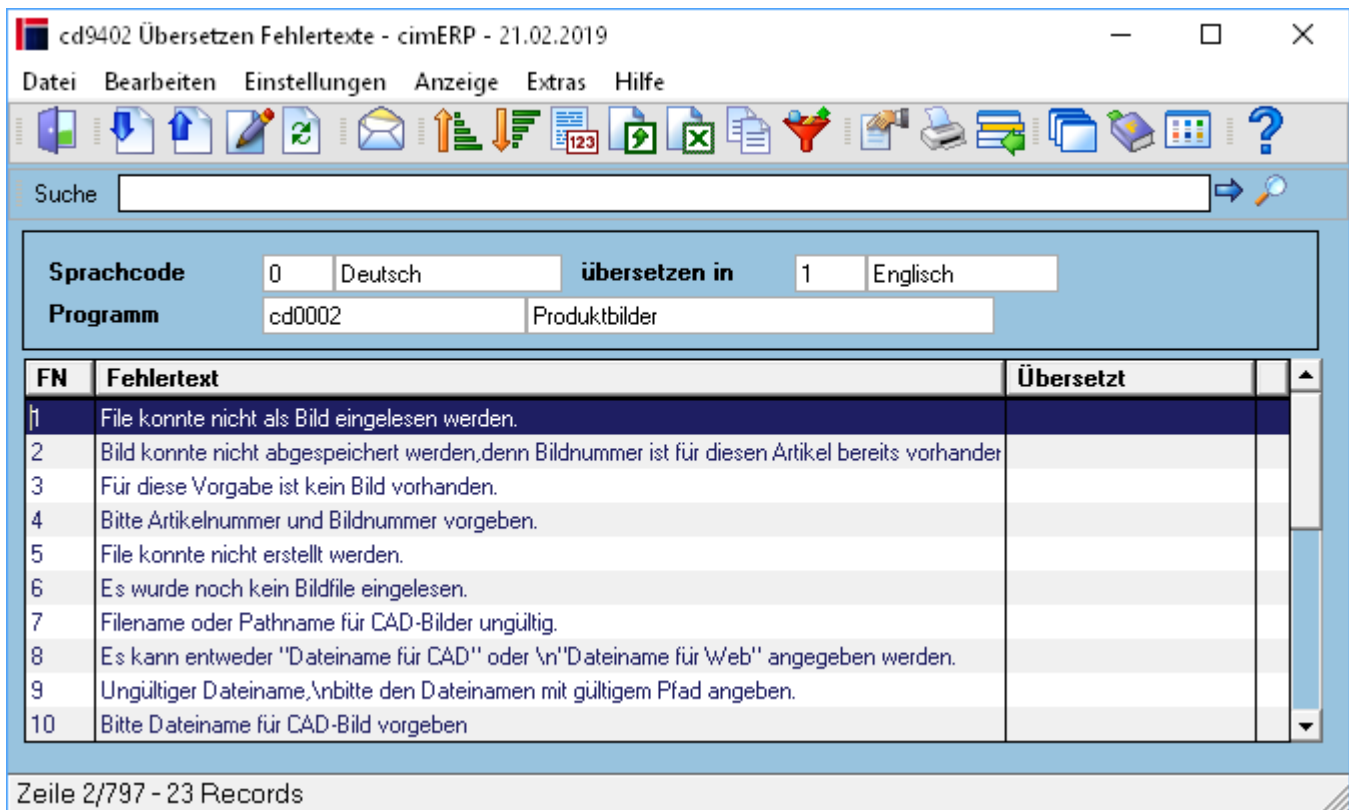 cd9402 Übersetzen Fehlertexte - cimERP - 21.02.2019
Datei Bearbeiten Einstellungen Anzeige Extras Hilfe
123
Suche
Sprachcode 0 Deutsch übersetzen in 1 Englisch
Programm cd0002 Produktbilder
FN Fehlertext Übersetzt
1 File konnte nicht als Bild eingelesen werden.
2 Bild konnte nicht abgespeichert werden,denn Bildnummer ist für diesen Artikel bereits vorhanden
3 Für diese Vorgabe ist kein Bild vorhanden.
4 Bitte Artikelnummer und Bildnummer vorgeben.
5 File konnte nicht erstellt werden.
6 Es wurde noch kein Bildfile eingelesen.
7 Filename oder Pathname für CAD-Bilder ungültig.
8 Es kann entweder "Dateiname für CAD" oder \n"Dateiname für Web" angegeben werden.
9 Ungültiger Dateiname,\nbitte den Dateinamen mit gültigem Pfad angeben.
10 Bitte Dateiname für CAD-Bild vorgeben
Zeile 2/797 - 23 Records